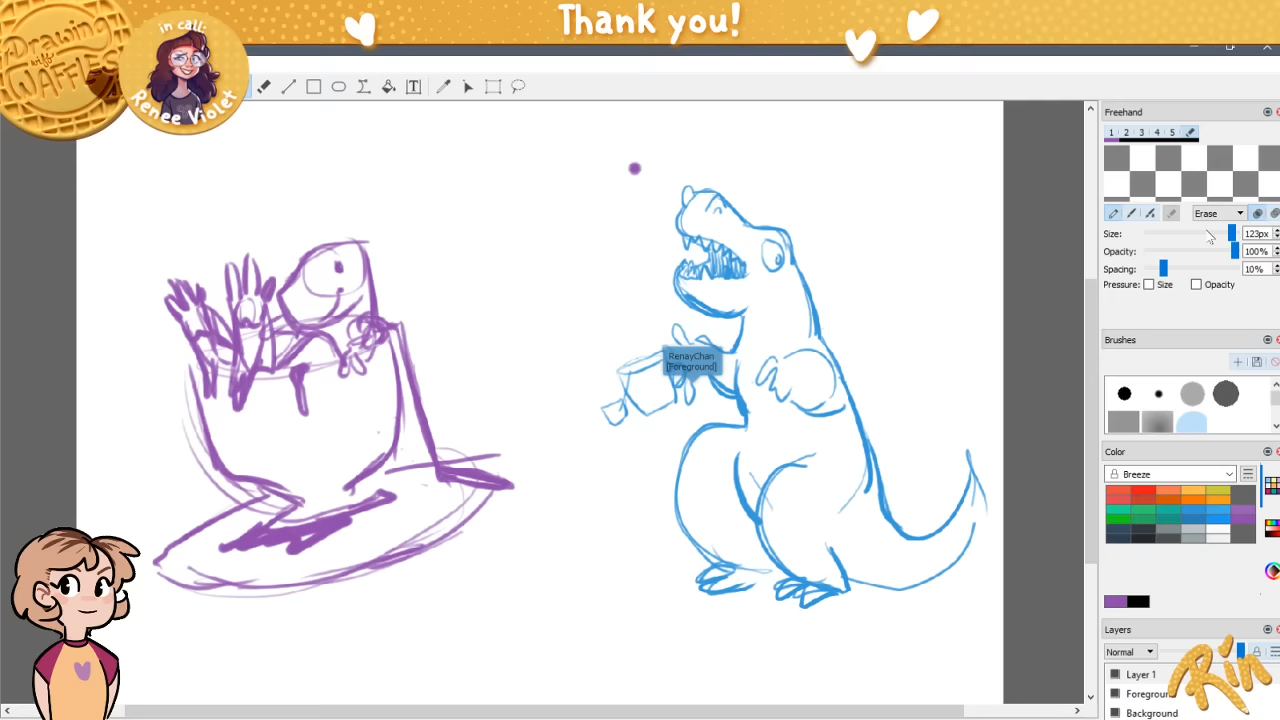 Thank you!
Drawing
with
WAFFLES
in call:
Renee Violet
T
Freehand
1 2 3 4 5
Erase
Size:
123px
Opacity:
100%
Spacing:
10%
Pressure:
Size
Opacity
Brushes
RenayChan
[Foreground]
Color
Breeze
Layers
Normal
Layer 1
Foregroun
Background
Rin